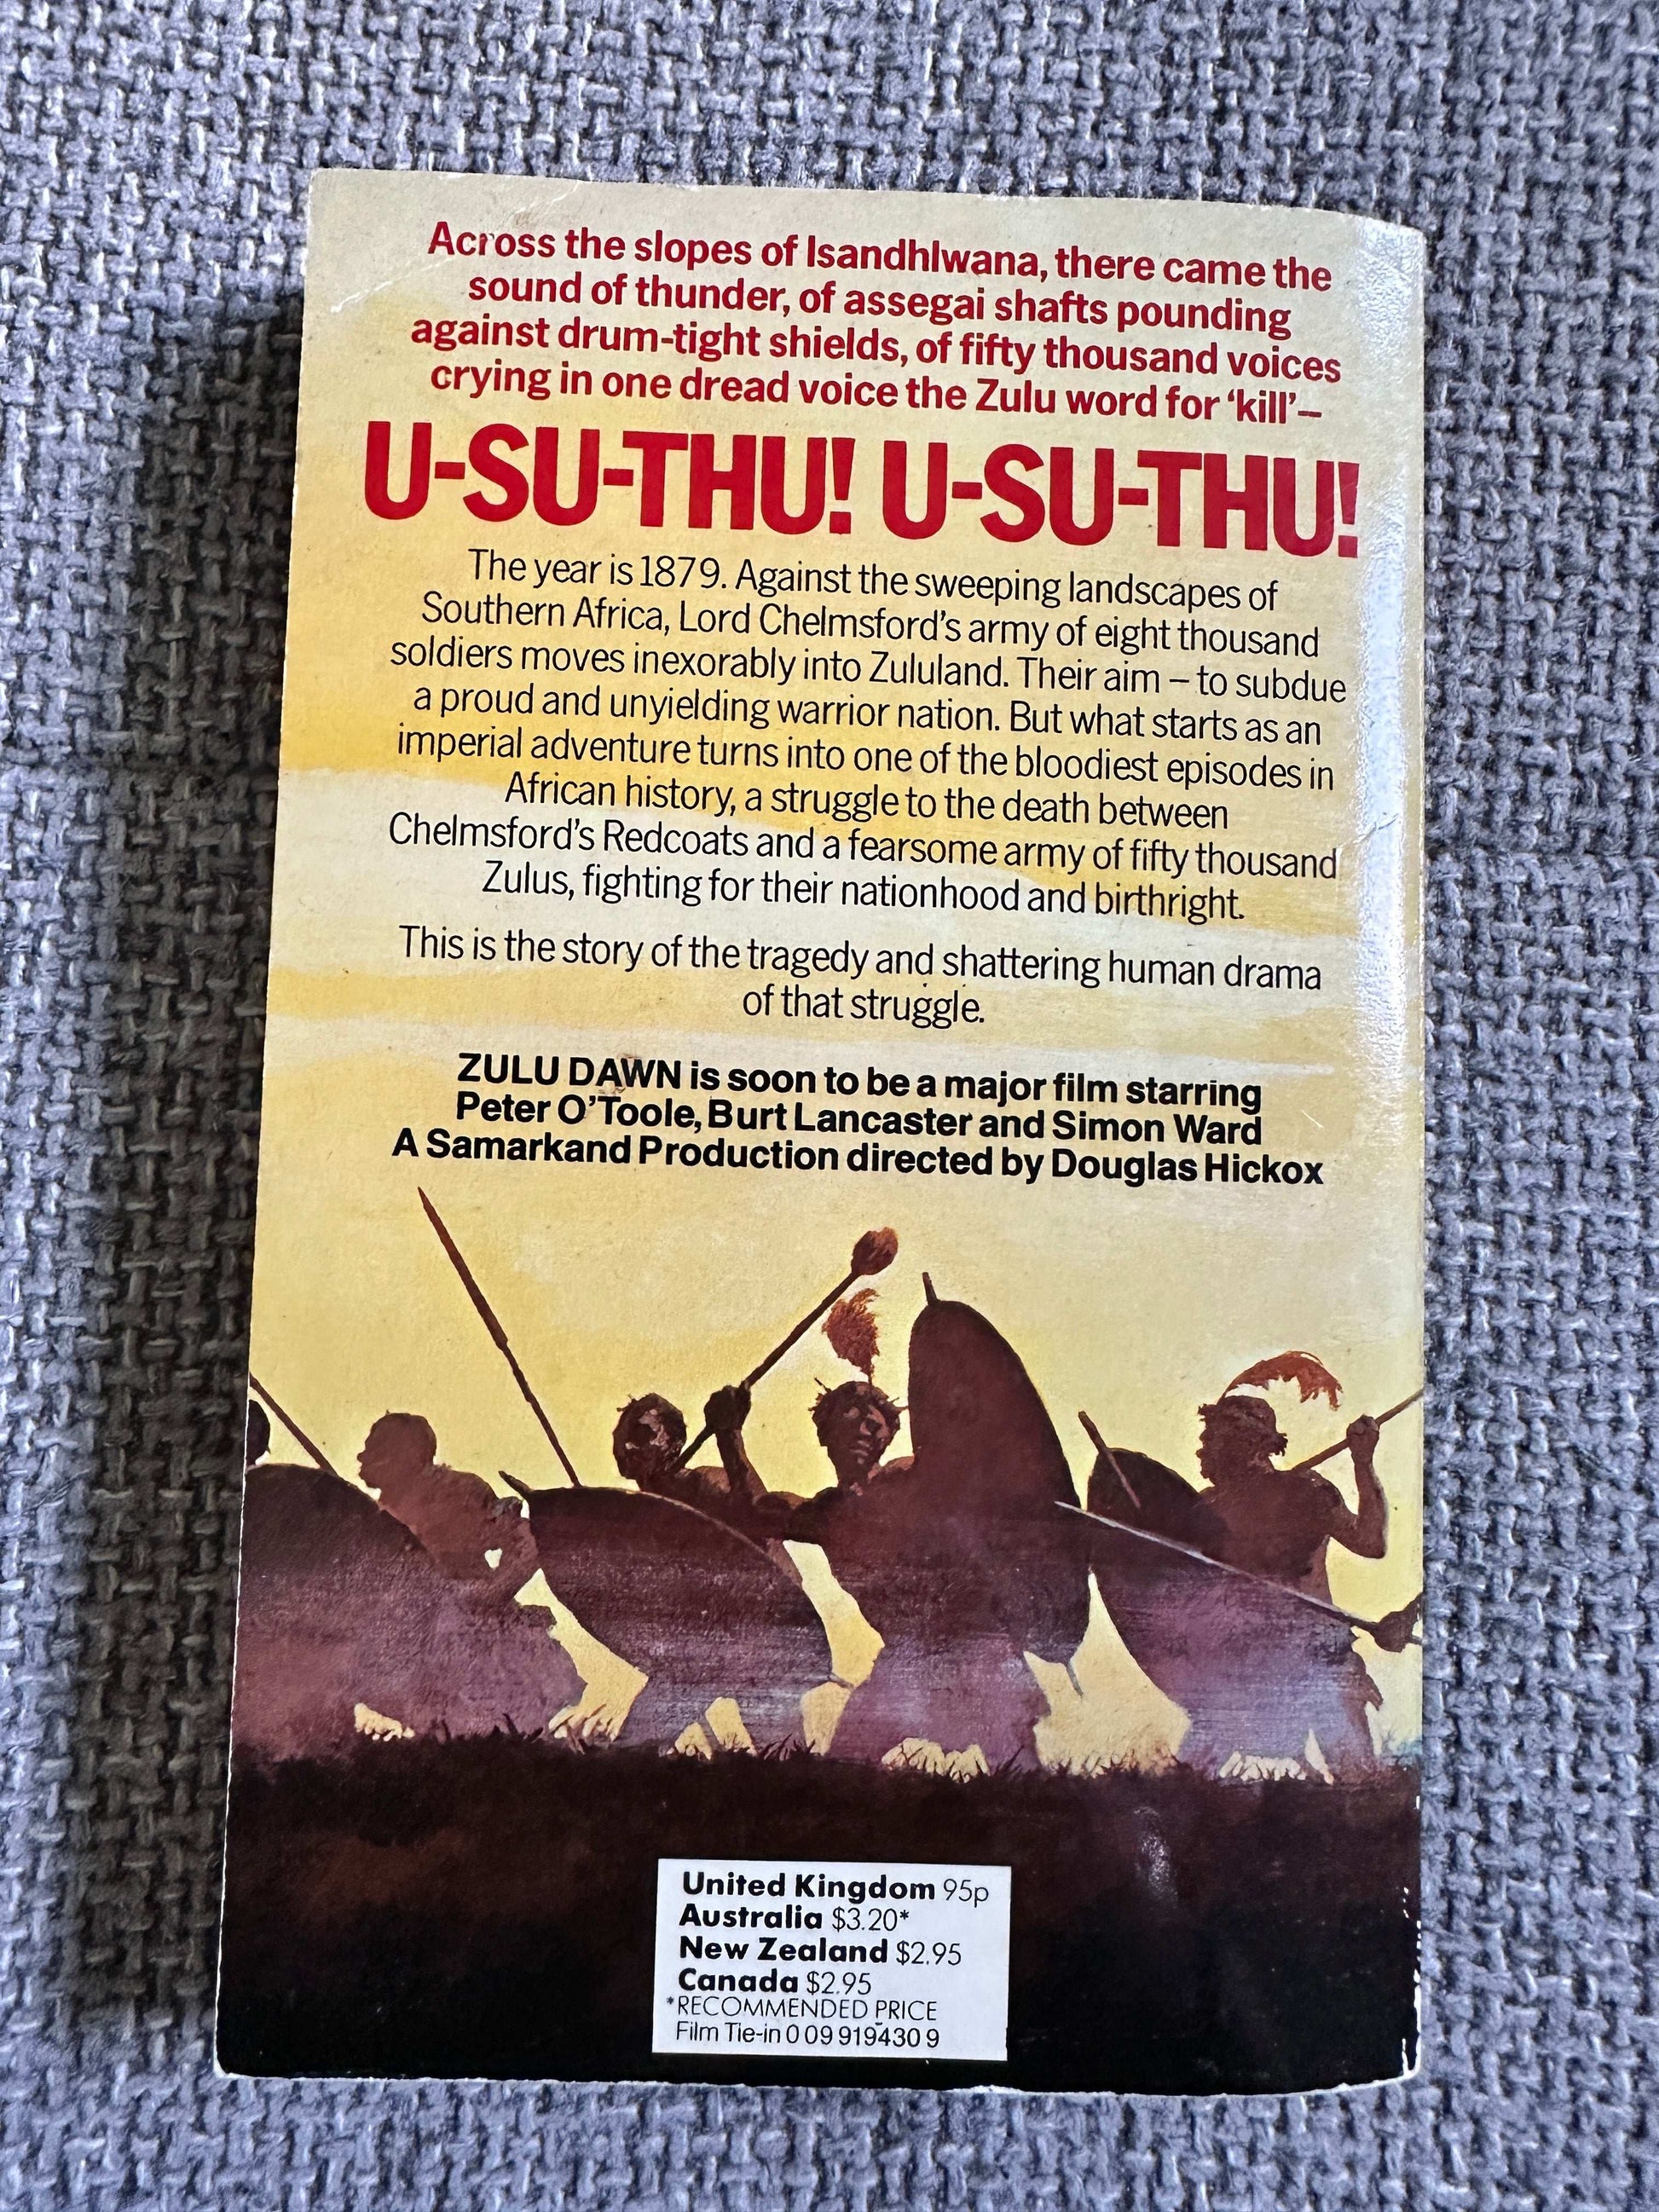 Across the slopes of Isandhlwana, there came the
sound of thunder, of assegai shafts pounding
against drum-tight shields, of fifty thousand voices
crying in one dread voice the Zulu word for ‘kill’–
U-SU-THU! U-SU-THU!
The year is 1879. Against the sweeping landscapes of
Southern Africa, Lord Chelmsford’s army of eight thousand
soldiers moves inexorably into Zululand. Their aim – to subdue
a proud and unyielding warrior nation. But what starts as an
imperial adventure turns into one of the bloodiest episodes in
African history, a struggle to the death between
Chelmsford’s Redcoats and a fearsome army of fifty thousand
Zulus, fighting for their nationhood and birthright.
This is the story of the tragedy and shattering human drama
of that struggle.
ZULU DAWN is soon to be a major film starring
Peter O’Toole, Burt Lancaster and Simon Ward
A Samarkand Production directed by Douglas Hickox
United Kingdom 95p
Australia $3.20*
New Zealand $2.95
Canada $2.95
*RECOMMENDED PRICE
Film Tie-in 0 09 919430 9